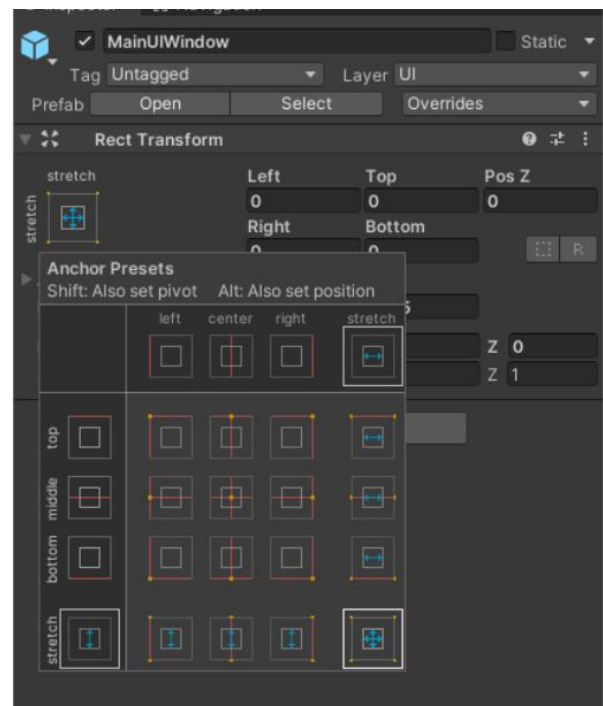 MainUIWindow Static
Tag Untagged Layer UI
Prefab Open Select Overrides
Rect Transform
stretch Left Top Pos Z
0 0 0
stretch
Right Bottom
R
Anchor Presets
Shift: Also set pivot Alt: Also set position
left center right stretch
Z 0
Z 1
top
middle
bottom
stretch